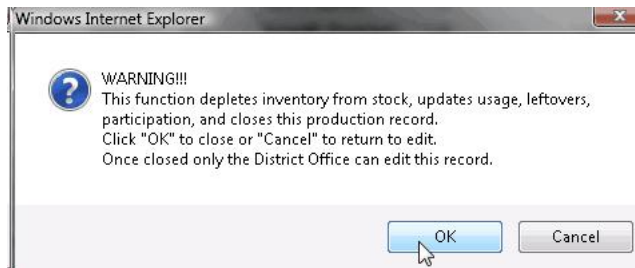 Windows Internet Explorer
WARNING!!!
This function depletes inventory from stock, updates usage, leftovers,
participation, and closes this production record.
Click "OK" to close or "Cancel" to return to edit.
Once closed only the District Office can edit this record.
OK
Cancel